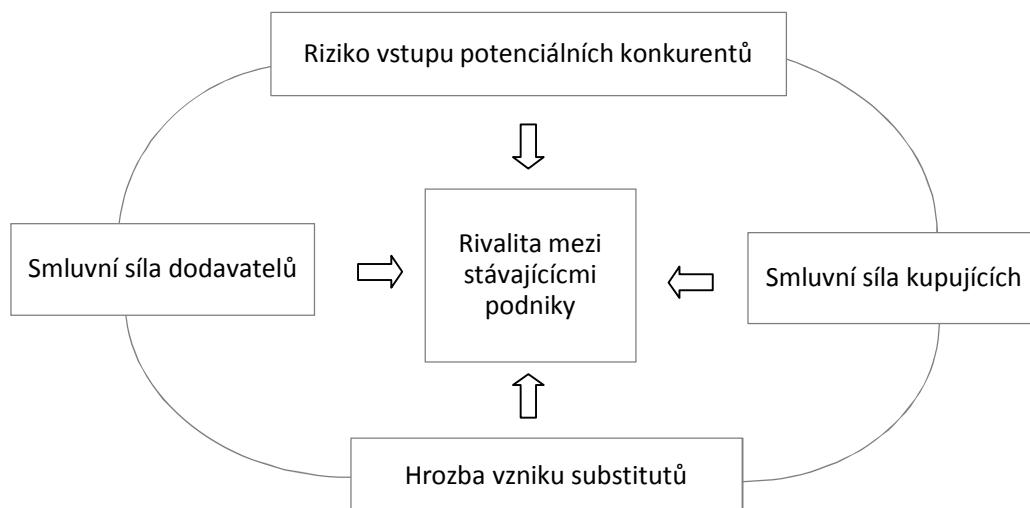 Riziko vstupu potenciálních konkurentů
Smluvní síla dodavatelů
Rivalita mezi
stávajícícmi
podniky
Smluvní síla kupujících
Hrozba vzniku substitutů